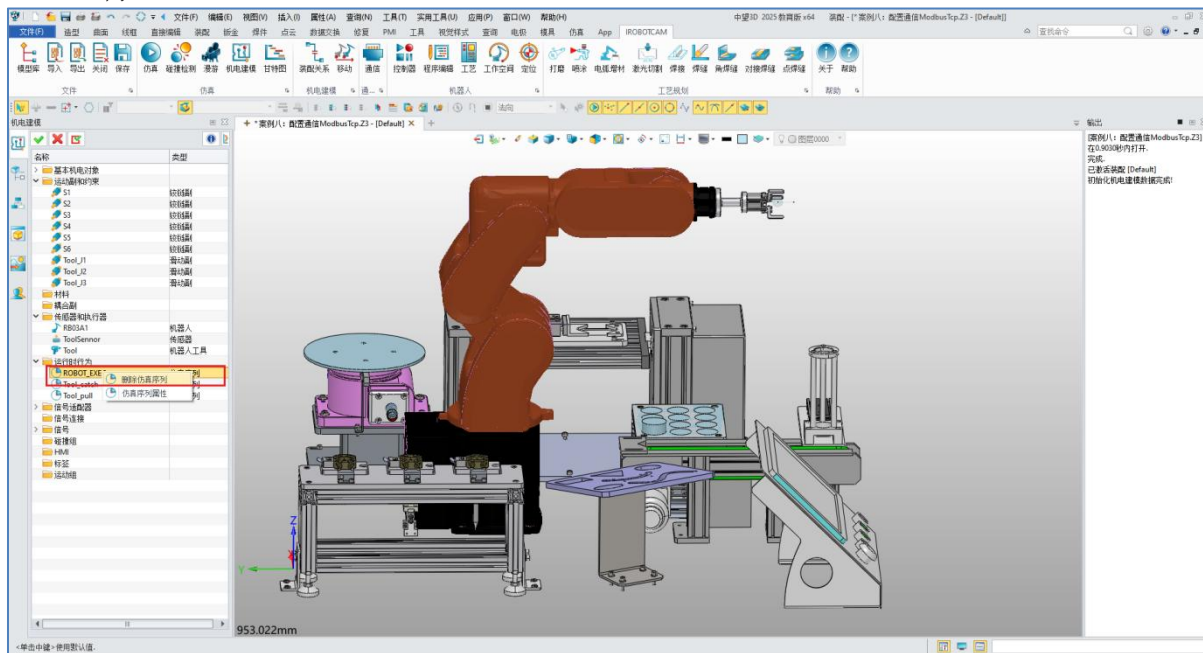 文件(F) 编辑(E) 视图(V) 插入(I) 属性(A) 查询(N) 工具(T) 实用工具(U) 应用(P) 窗口(W) 帮助(H)
中望3D 2025 教育版 x64 装配 - [* 案例八：配置通信ModbusTcp.Z3 - [Default]]
文件(F) 造型 曲面 线框 直接编辑 装配 钣金 焊件 点云 数据交换 修复 PMI 工具 视觉样式 查询 电极 模具 仿真 App IROBOTCAM
查找命令
模型库 导入 导出 关闭 保存 仿真 碰撞检测 漫游 机电建模 甘特图 装配关系 移动 通信 控制器 程序编辑 工艺 工作空间 定位 打磨 喷涂 电弧增材 激光切割 焊接 焊缝 角焊缝 对接焊缝 点焊缝 关于 帮助
文件 仿真 机电建模 通... 机器人 工艺规划 帮助
法向
机电建模
* 案例八：配置通信ModbusTcp.Z3 - [Default]
图层0000
名称 类型
基本机电对象
运动副和约束
S1 铰链副
S2 铰链副
S3 铰链副
S4 铰链副
S5 铰链副
S6 铰链副
Tool_J1 滑动副
Tool_J2 滑动副
Tool_J3 滑动副
材料
耦合副
传感器和执行器
RB03A1 机器人
ToolSennor 传感器
Tool 机器人工具
运行时行为
ROBOT_EXE
删除仿真序列
Tool_catch
仿真序列属性
Tool_pull
信号适配器
信号连接
信号
碰撞组
HMI
标签
运动组
输出
[案例八：配置通信ModbusTcp.Z3]
在0.9030秒内打开.
完成.
已激活装配 [Default]
初始化机电建模数据完成!
Z
X
Y
953.022mm
<单击中键>使用默认值.